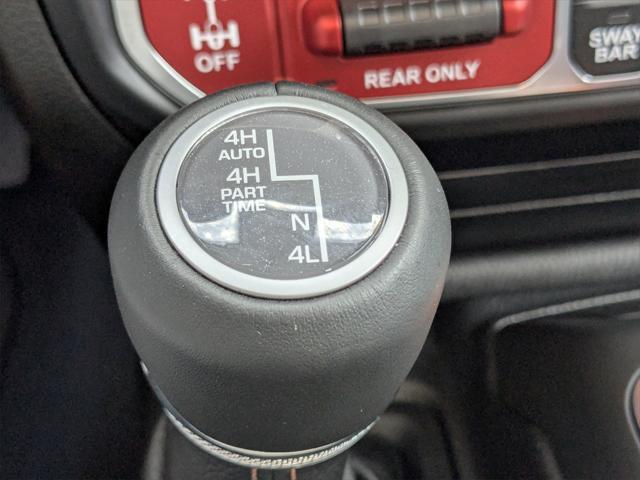 OFF
REAR ONLY
SWAY
BAR
4H
AUTO
4H
PART
TIME
N
4L